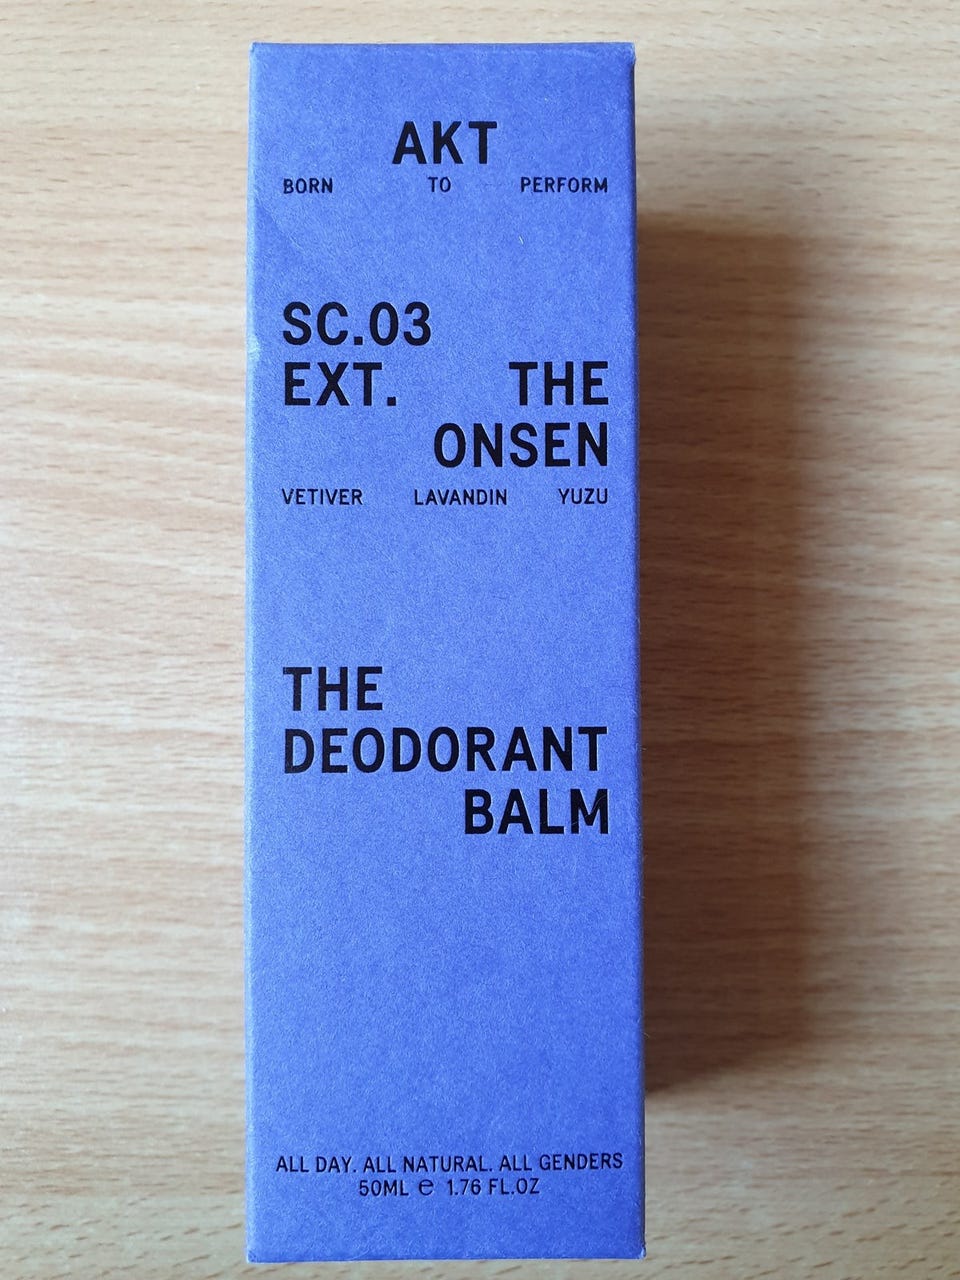 AKT
BORN TO PERFORM
SC.03
EXT. THE
ONSEN
VETIVER LAVANDIN YUZU
THE
DEODORANT
BALM
ALL DAY. ALL NATURAL. ALL GENDERS
50ML ℮ 1.76 FL.OZ